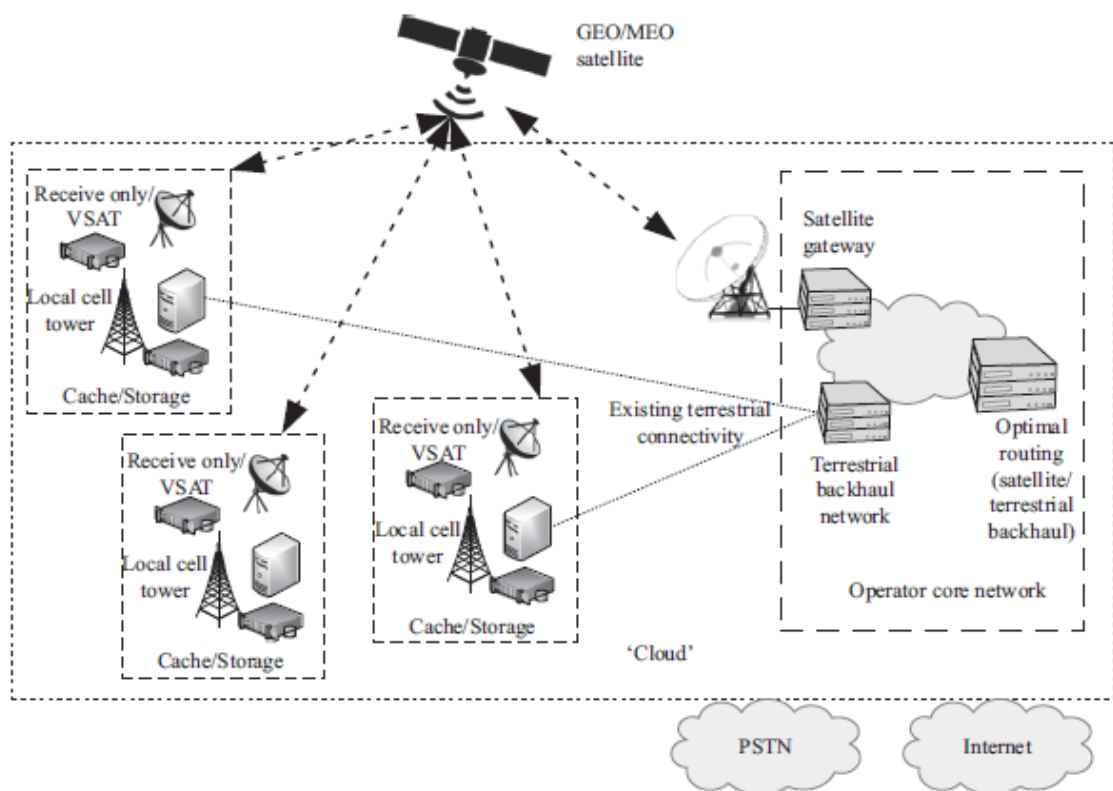 GEO/MEO
satellite
Receive only/
VSAT
Local cell
tower
Cache/Storage
Receive only/
VSAT
Local cell
tower
Cache/Storage
Receive only/
VSAT
Local cell
tower
Cache/Storage
Existing terrestrial
connectivity
Satellite
gateway
Terrestrial
backhaul
network
Optimal
routing
(satellite/
terrestrial
backhaul)
Operator core network
‘Cloud’
PSTN
Internet